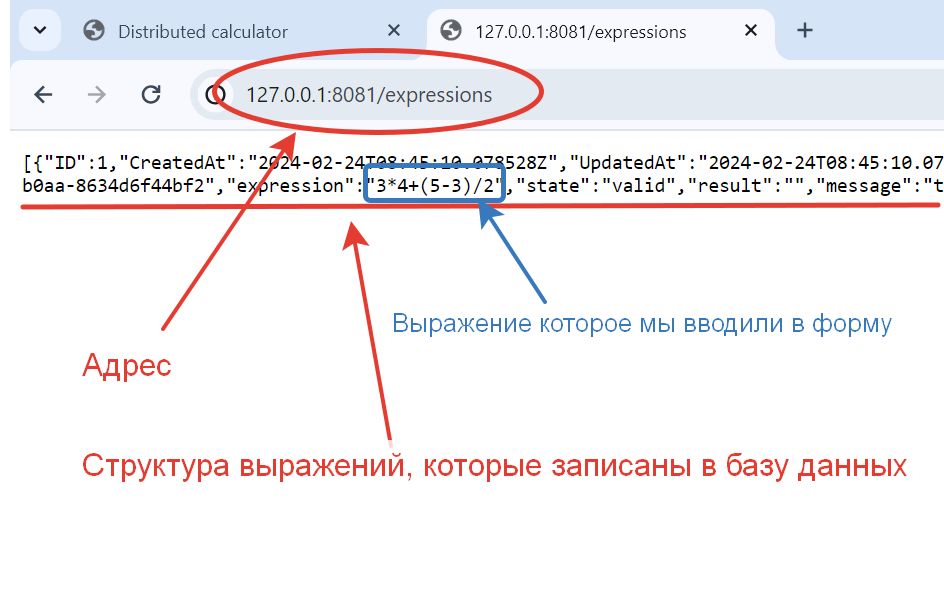 Distributed calculator
127.0.0.1:8081/expressions
127.0.0.1:8081/expressions
[{"ID":1,"CreatedAt":"2024-02-24T08:45:10.078528Z","UpdatedAt":"2024-02-24T08:45:10.07
b0aa-8634d6f44bf2","expression":"3*4+(5-3)/2","state":"valid","result":"","message":"t
Выражение которое мы вводили в форму
Адрес
Структура выражений, которые записаны в базу данных